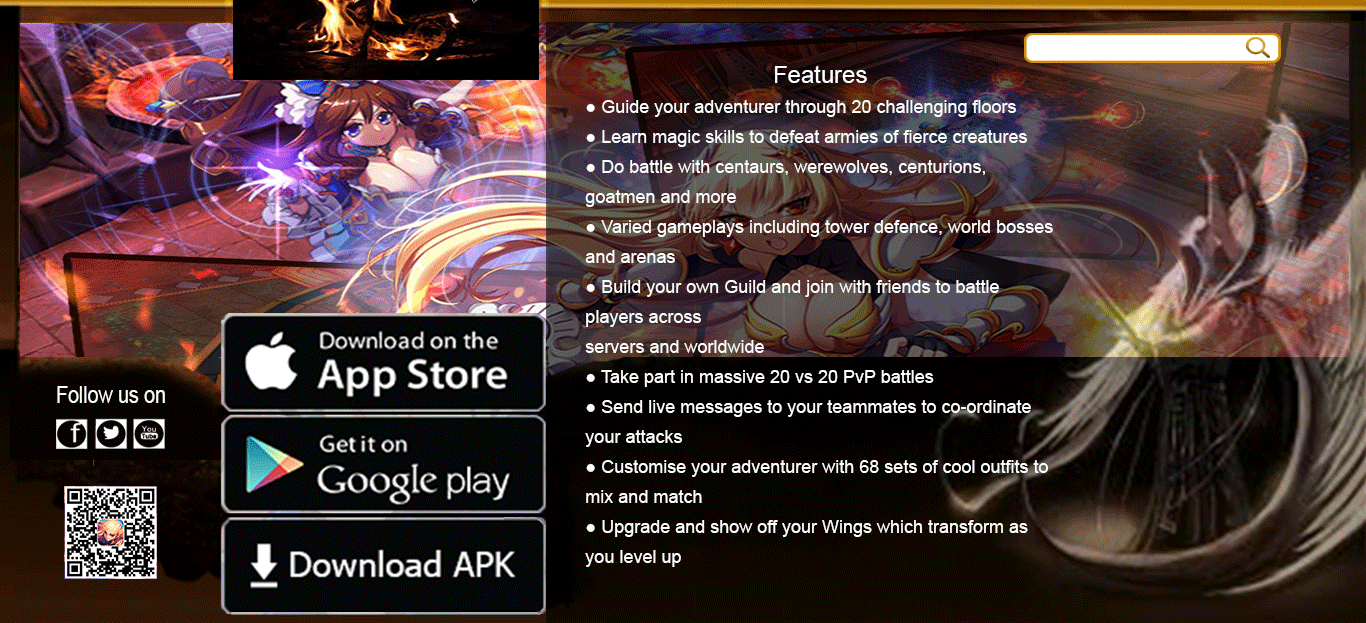 Features
● Guide your adventurer through 20 challenging floors
● Learn magic skills to defeat armies of fierce creatures
● Do battle with centaurs, werewolves, centurions,
goatmen and more
● Varied gameplays including tower defence, world bosses
and arenas
● Build your own Guild and join with friends to battle
players across
servers and worldwide
● Take part in massive 20 vs 20 PvP battles
● Send live messages to your teammates to co-ordinate
your attacks
● Customise your adventurer with 68 sets of cool outfits to
mix and match
● Upgrade and show off your Wings which transform as
you level up
Download on the
App Store
Get it on
Google play
Download APK
Follow us on
You
Tube